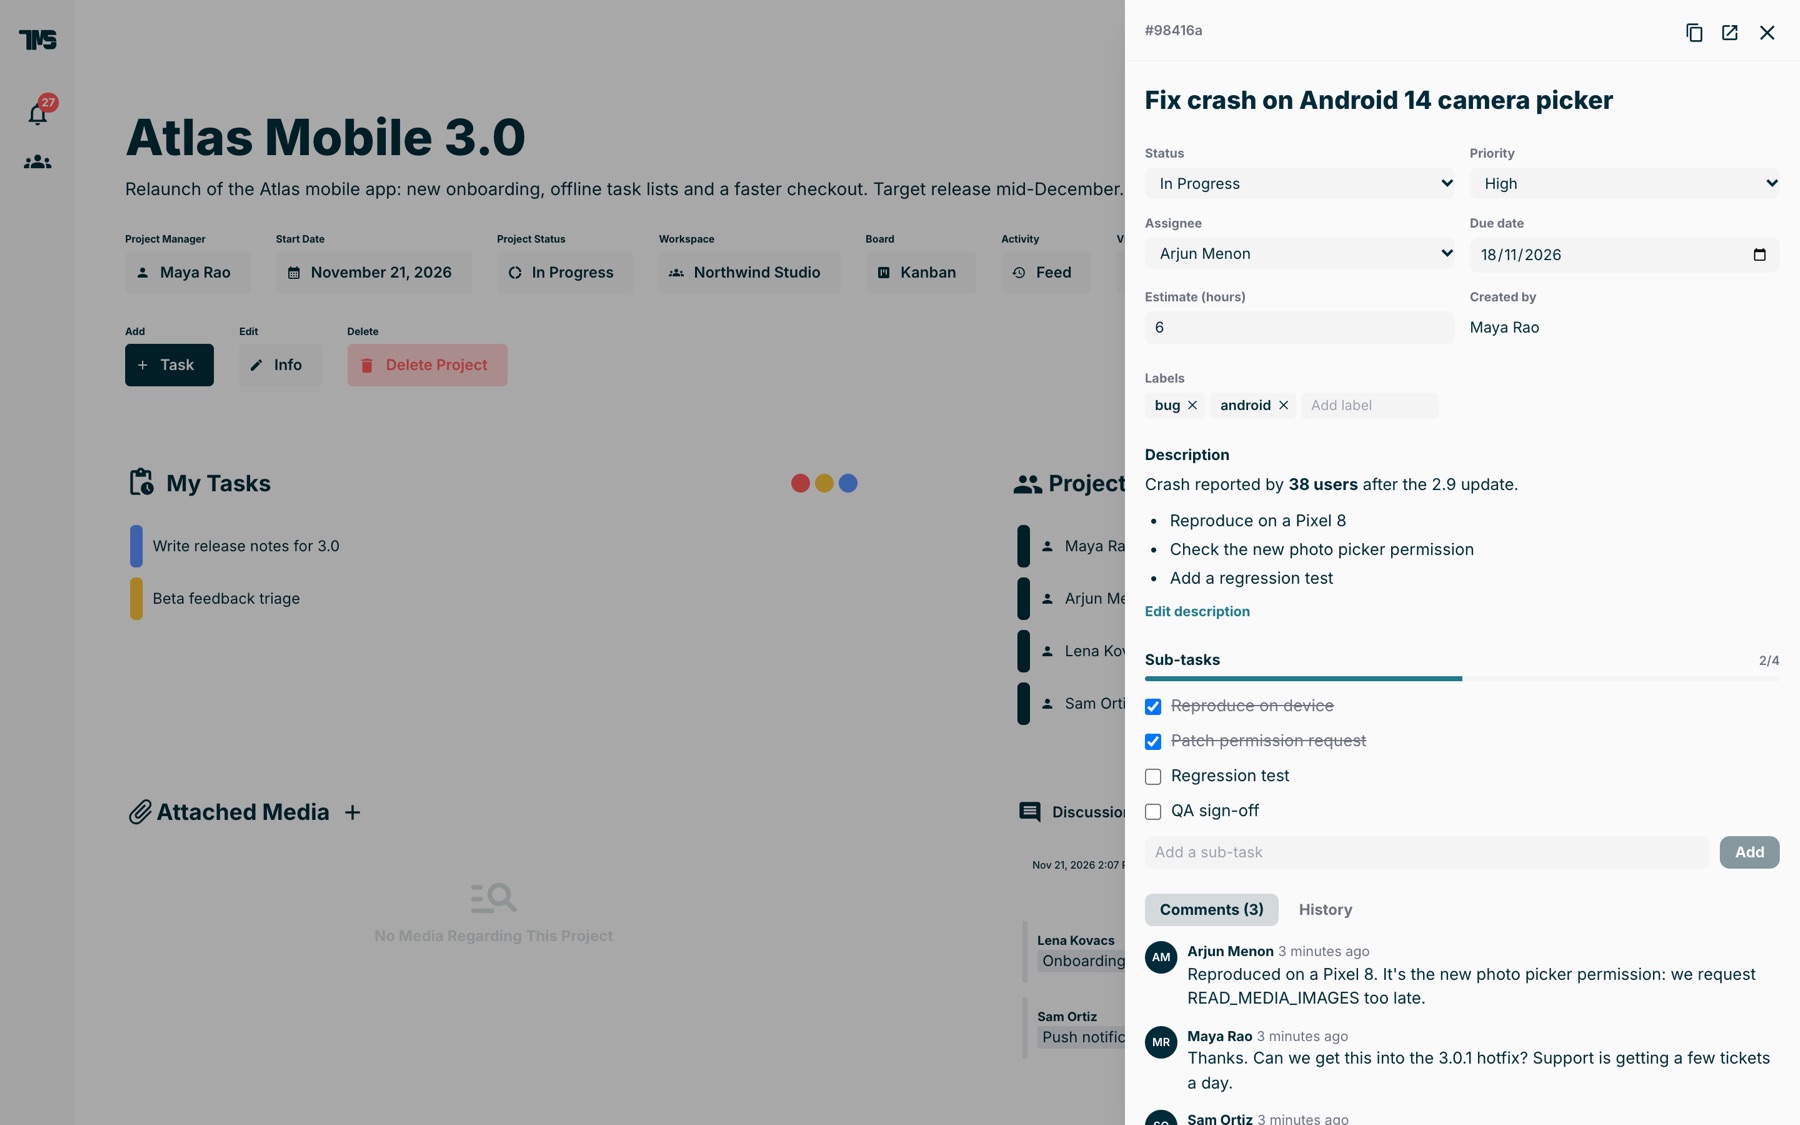 TMS
27
Atlas Mobile 3.0
Relaunch of the Atlas mobile app: new onboarding, offline task lists and a faster checkout. Target release mid-December.
Project Manager
Maya Rao
Start Date
November 21, 2026
Project Status
In Progress
Workspace
Northwind Studio
Board
Kanban
Activity
Feed
Add
Task
Edit
Info
Delete
Delete Project
My Tasks
Write release notes for 3.0
Beta feedback triage
Project
Maya Ra
Arjun Me
Lena Kov
Sam Orti
Attached Media
No Media Regarding This Project
Discussion
Nov 21, 2026 2:07
Lena Kovacs
Onboarding
Sam Ortiz
Push notific
#98416a
Fix crash on Android 14 camera picker
Status
In Progress
Priority
High
Assignee
Arjun Menon
Due date
18/11/2026
Estimate (hours)
6
Created by
Maya Rao
Labels
bug
android
Add label
Description
Crash reported by 38 users after the 2.9 update.
• Reproduce on a Pixel 8
• Check the new photo picker permission
• Add a regression test
Edit description
Sub-tasks
2/4
Reproduce on device
Patch permission request
Regression test
QA sign-off
Add a sub-task
Add
Comments (3)
History
AM
Arjun Menon 3 minutes ago
Reproduced on a Pixel 8. It's the new photo picker permission: we request
READ_MEDIA_IMAGES too late.
MR
Maya Rao 3 minutes ago
Thanks. Can we get this into the 3.0.1 hotfix? Support is getting a few tickets
a day.
Sam Ortiz 3 minutes ago